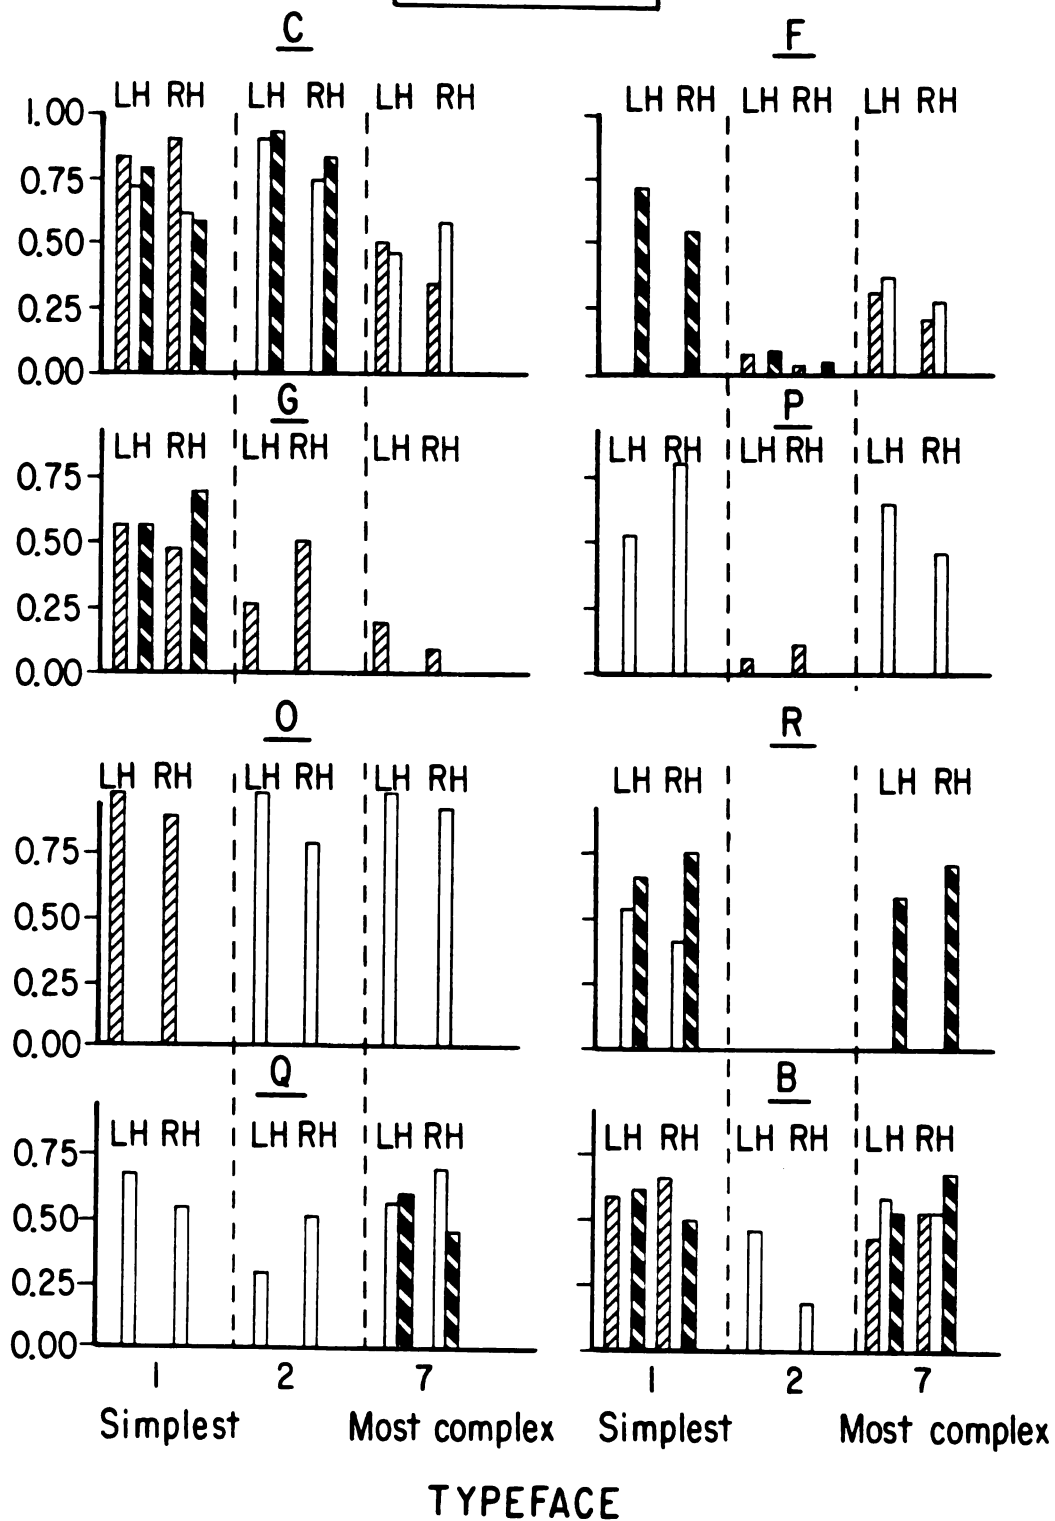 C F
LH RH LH RH LH RH LH RH LH RH LH RH
1.00
0.75
0.50
0.25
0.00
G P
LH RH LH RH LH RH LH RH LH RH LH RH
0.75
0.50
0.25
0.00
O R
LH RH LH RH LH RH LH RH LH RH
0.75
0.50
0.25
0.00
Q B
LH RH LH RH LH RH LH RH LH RH LH RH
0.75
0.50
0.25
0.00
1 2 7 1 2 7
Simplest Most complex Simplest Most complex
TYPEFACE